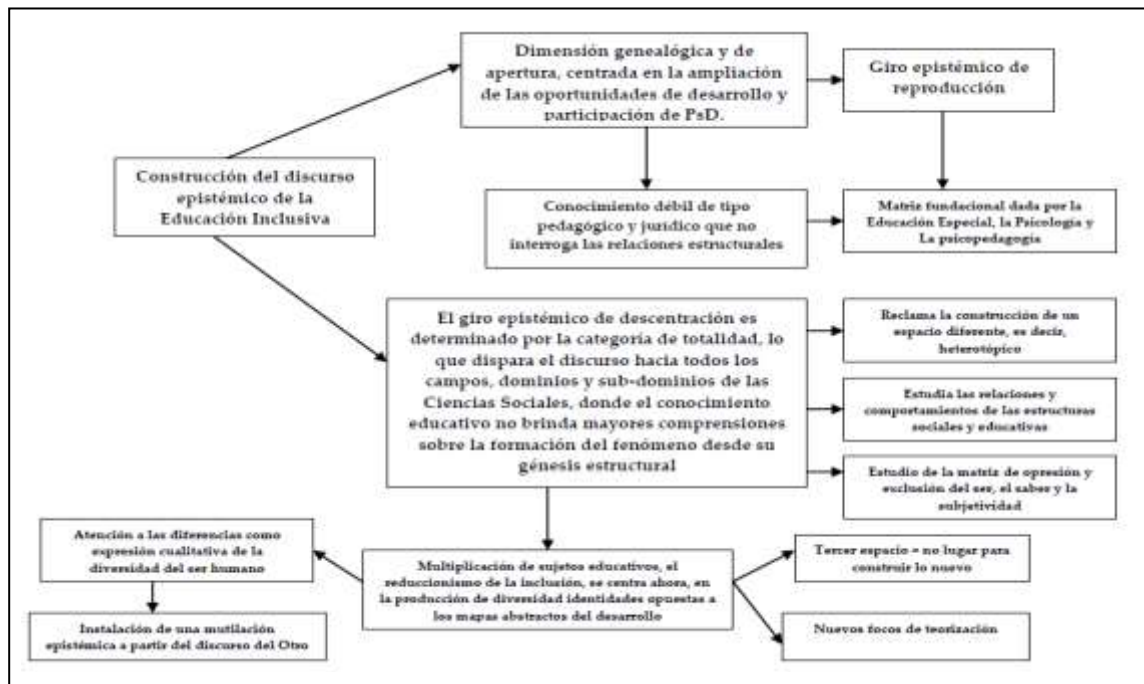 Dimensión genealógica y de
apertura, centrada en la ampliación
de las oportunidades de desarrollo y
participación de PsD.
Giro epistémico de
reproducción
Construcción del discurso
epistémico de la
Educación Inclusiva
Conocimiento débil de tipo
pedagógico y jurídico que no
interroga las relaciones estructurales
Matriz fundacional dada por la
Educación Especial, la Psicología y
La psicopedagogía
El giro epistémico de descentración es
determinado por la categoría de totalidad, lo
que dispara el discurso hacia todos los
campos, dominios y sub-dominios de las
Ciencias Sociales, donde el conocimiento
educativo no brinda mayores comprensiones
sobre la formación del fenómeno desde su
génesis estructural
Reclama la construcción de un
espacio diferente, es decir,
heterotópico
Estudia las relaciones y
comportamientos de las estructuras
sociales y educativas
Estudio de la matriz de opresión y
exclusión del ser, el saber y la
subjetividad
Atención a las diferencias como
expresión cualitativa de la
diversidad del ser humano
Multiplicación de sujetos educativos, el
reduccionismo de la inclusión, se centra ahora, en
la producción de diversidad identidades opuestas a
los mapas abstractos del desarrollo
Tercer espacio = no lugar para
construir lo nuevo
Instalación de una mutilación
epistémica a partir del discurso del Otro
Nuevos focos de teorización